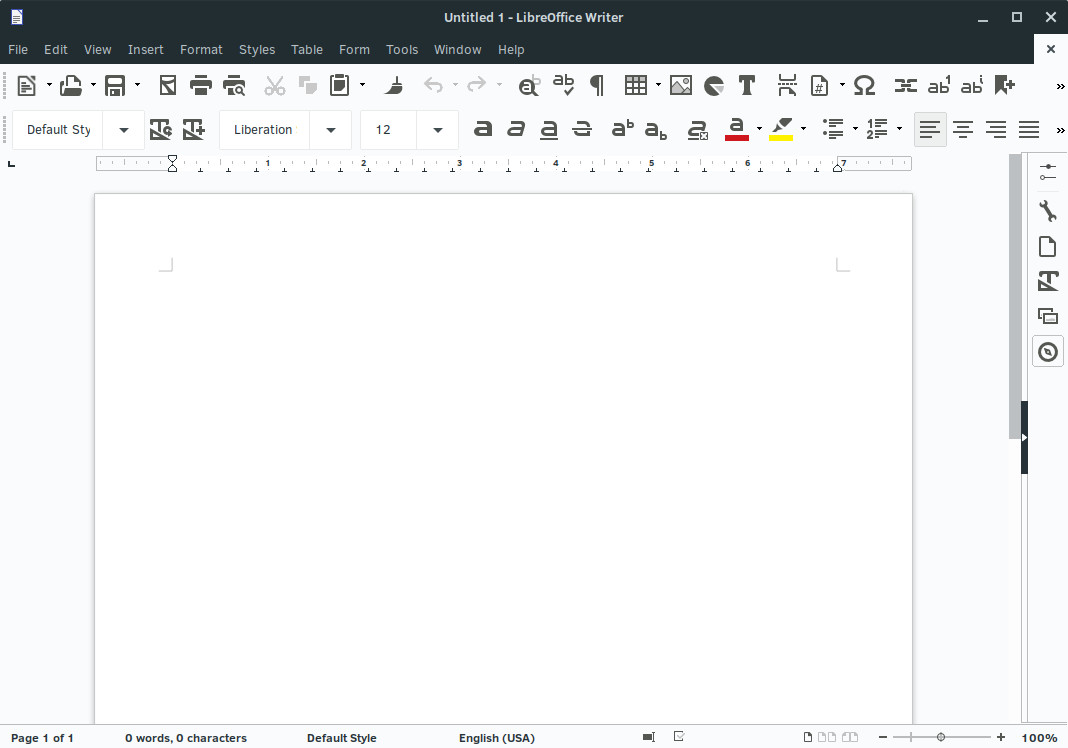 Untitled 1 - LibreOffice Writer
File Edit View Insert Format Styles Table Form Tools Window Help
Default Sty Liberation 12
1 2 3 4 5 6 7
Page 1 of 1 0 words, 0 characters Default Style English (USA) 100%